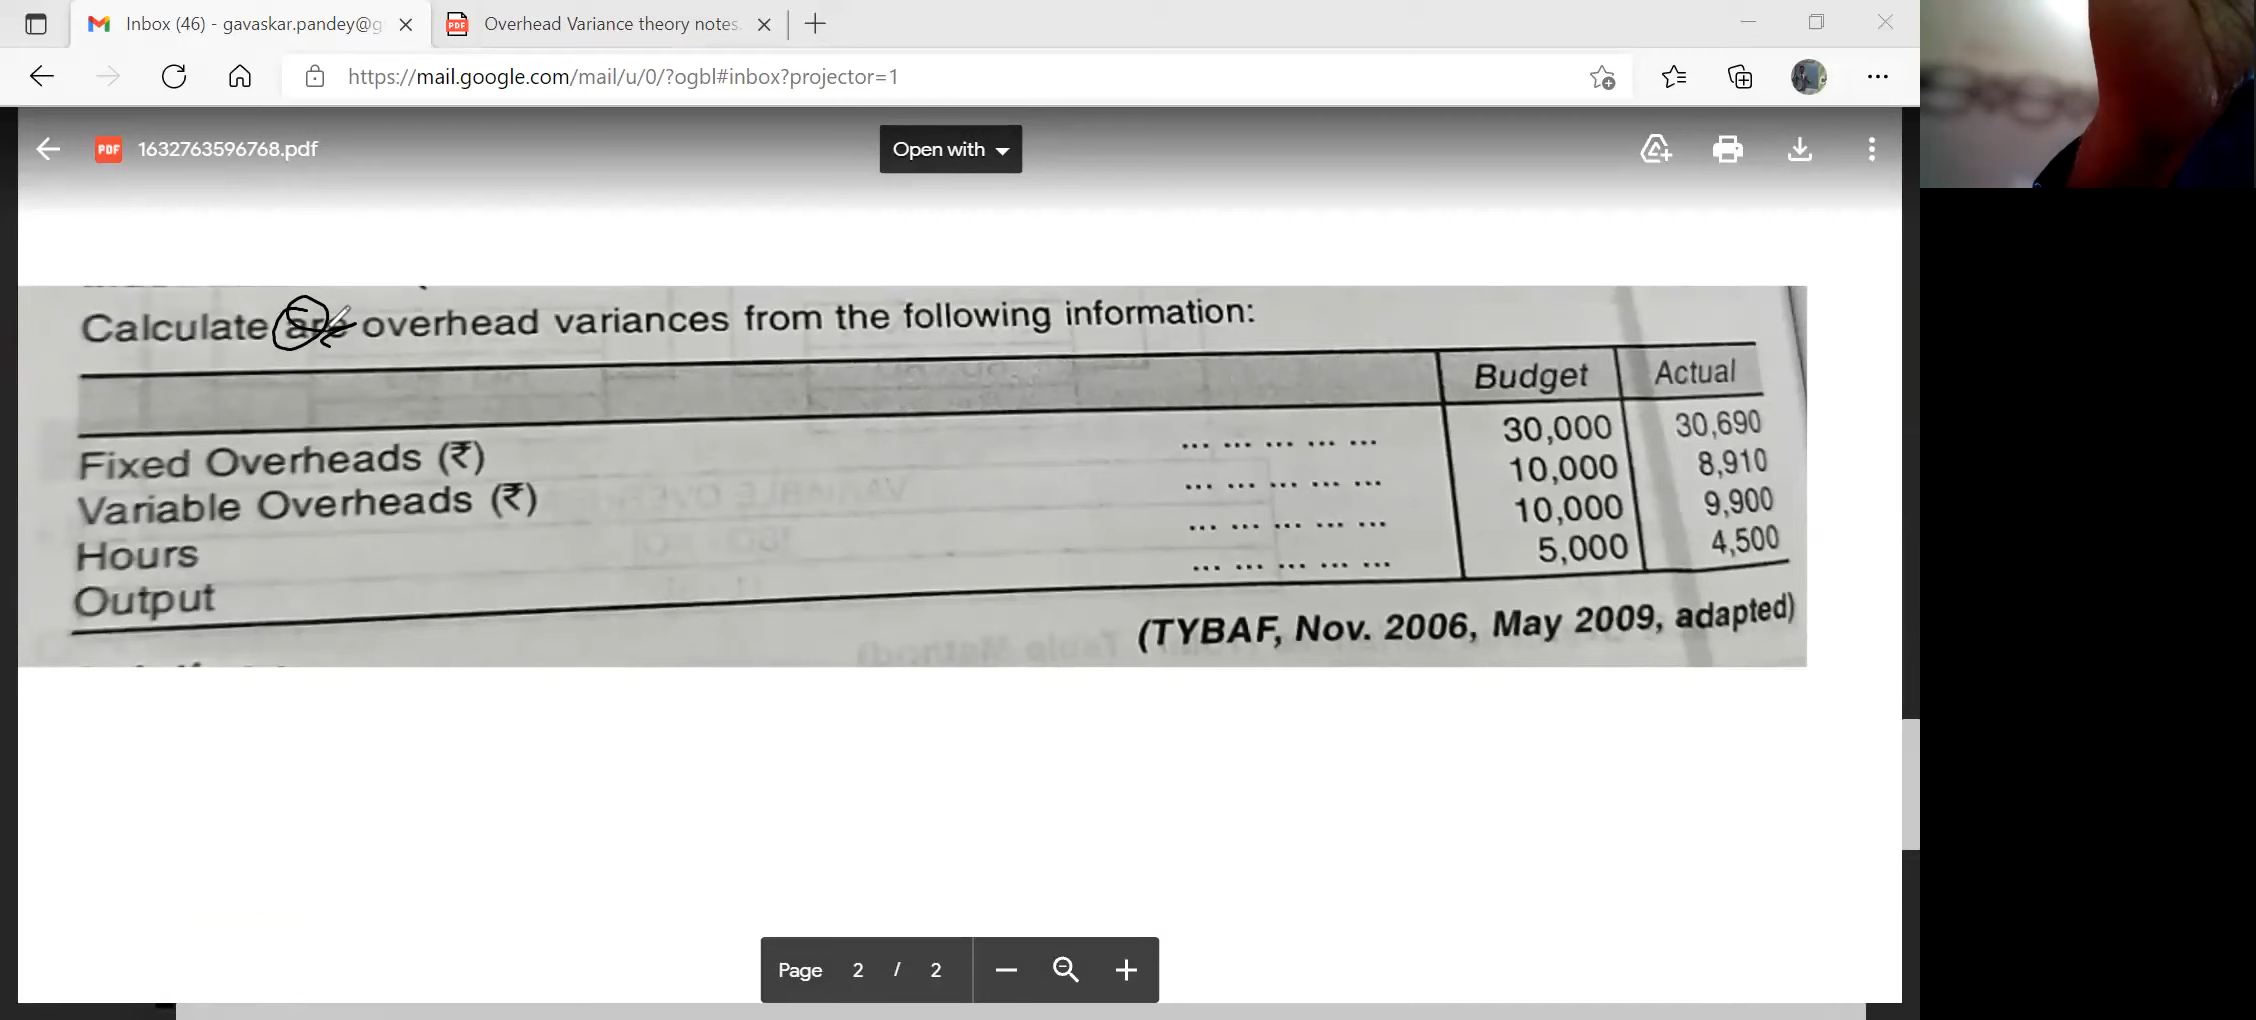 Inbox (46) - gavaskar.pandey@g
Overhead Variance theory notes.
https://mail.google.com/mail/u/0/?ogbl#inbox?projector=1
PDF 1632763596768.pdf
Open with
Calculate are overhead variances from the following information:
Budget Actual
Fixed Overheads (₹) ... ... ... ... ... 30,000 30,690
Variable Overheads (₹) ... ... ... ... ... 10,000 8,910
Hours ... ... ... ... ... 10,000 9,900
Output ... ... ... ... ... 5,000 4,500
(TYBAF, Nov. 2006, May 2009, adapted)
Page 2 / 2